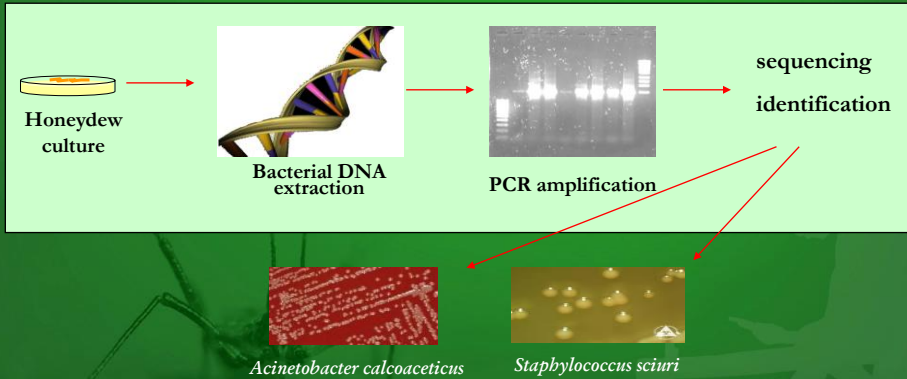 Honeydew
culture
Bacterial DNA
extraction
PCR amplification
sequencing
identification
Acinetobacter calcoaceticus
Staphylococcus sciuri